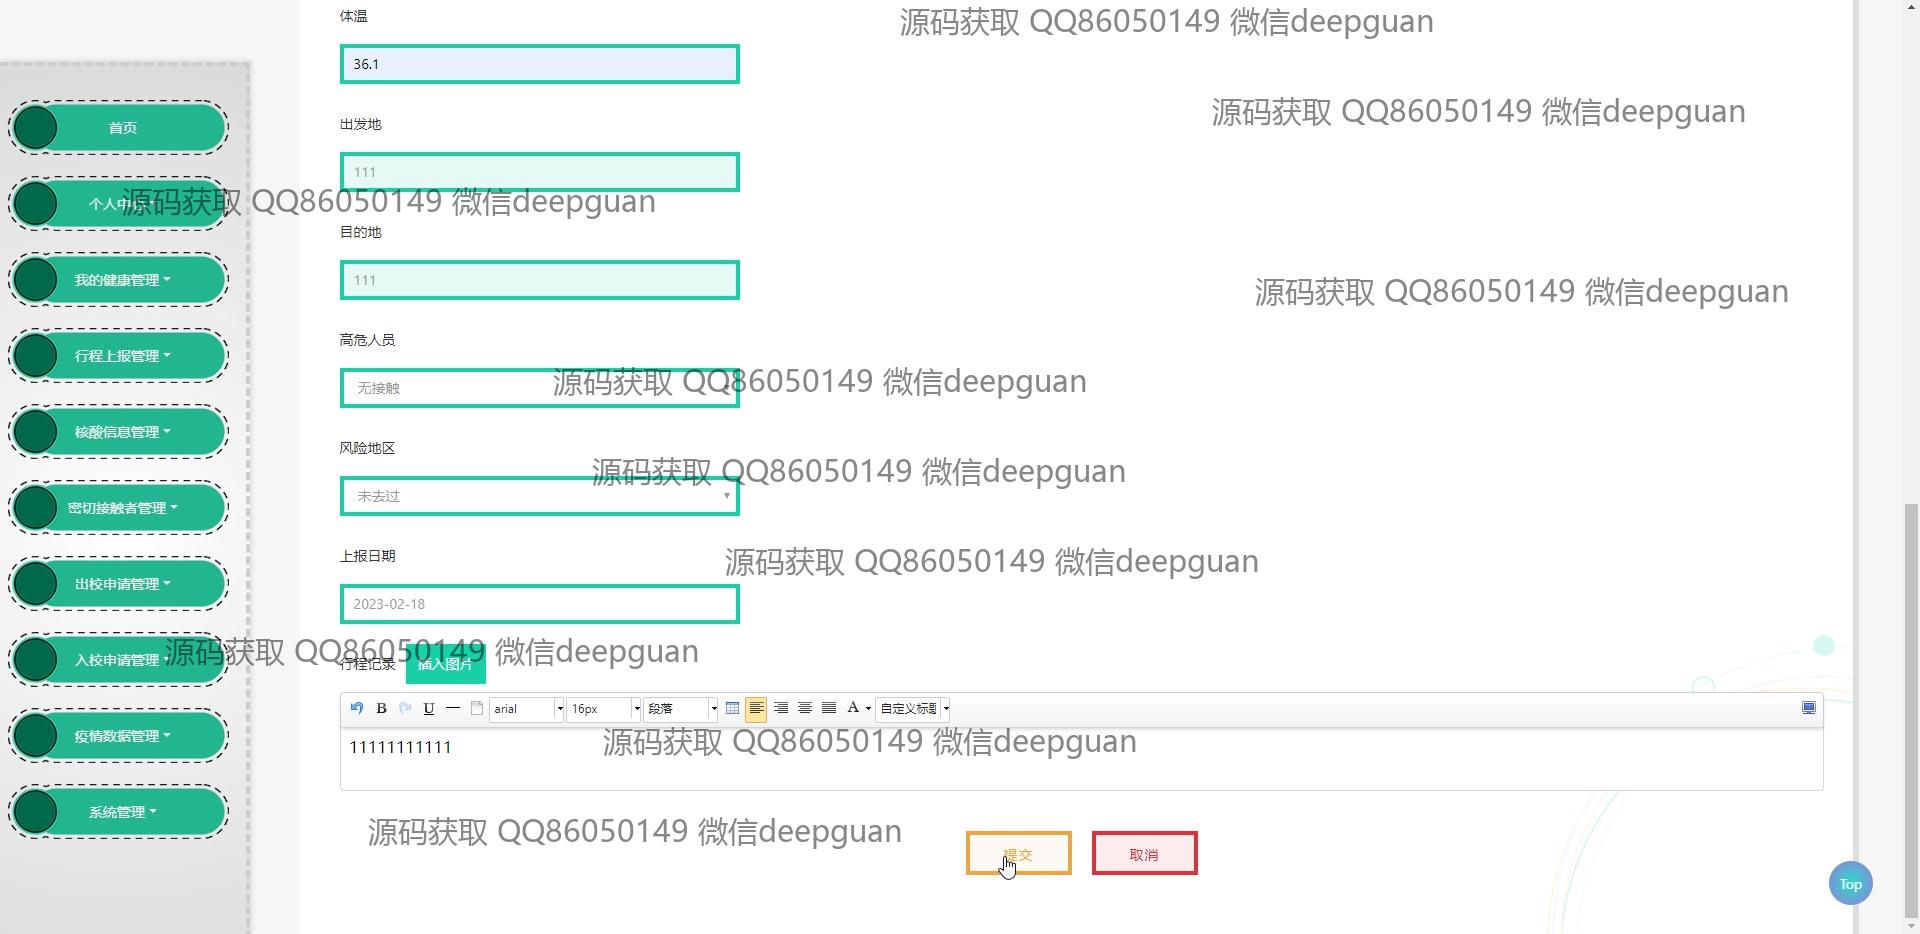 体温
源码获取 QQ86050149 微信deepguan
36.1
源码获取 QQ86050149 微信deepguan
首页
出发地
111
个人中心
源码获取 QQ86050149 微信deepguan
目的地
我的健康管理
111
源码获取 QQ86050149 微信deepguan
高危人员
行程上报管理
无接触
源码获取 QQ86050149 微信deepguan
核酸信息管理
风险地区
源码获取 QQ86050149 微信deepguan
未去过
密切接触者管理
上报日期
源码获取 QQ86050149 微信deepguan
出校申请管理
2023-02-18
入校申请管理
源码获取 QQ86050149 微信deepguan
行程记录 插入图片
B U arial 16px 段落 A 自定义标题
疫情数据管理
11111111111
源码获取 QQ86050149 微信deepguan
系统管理
源码获取 QQ86050149 微信deepguan
提交 取消
Top